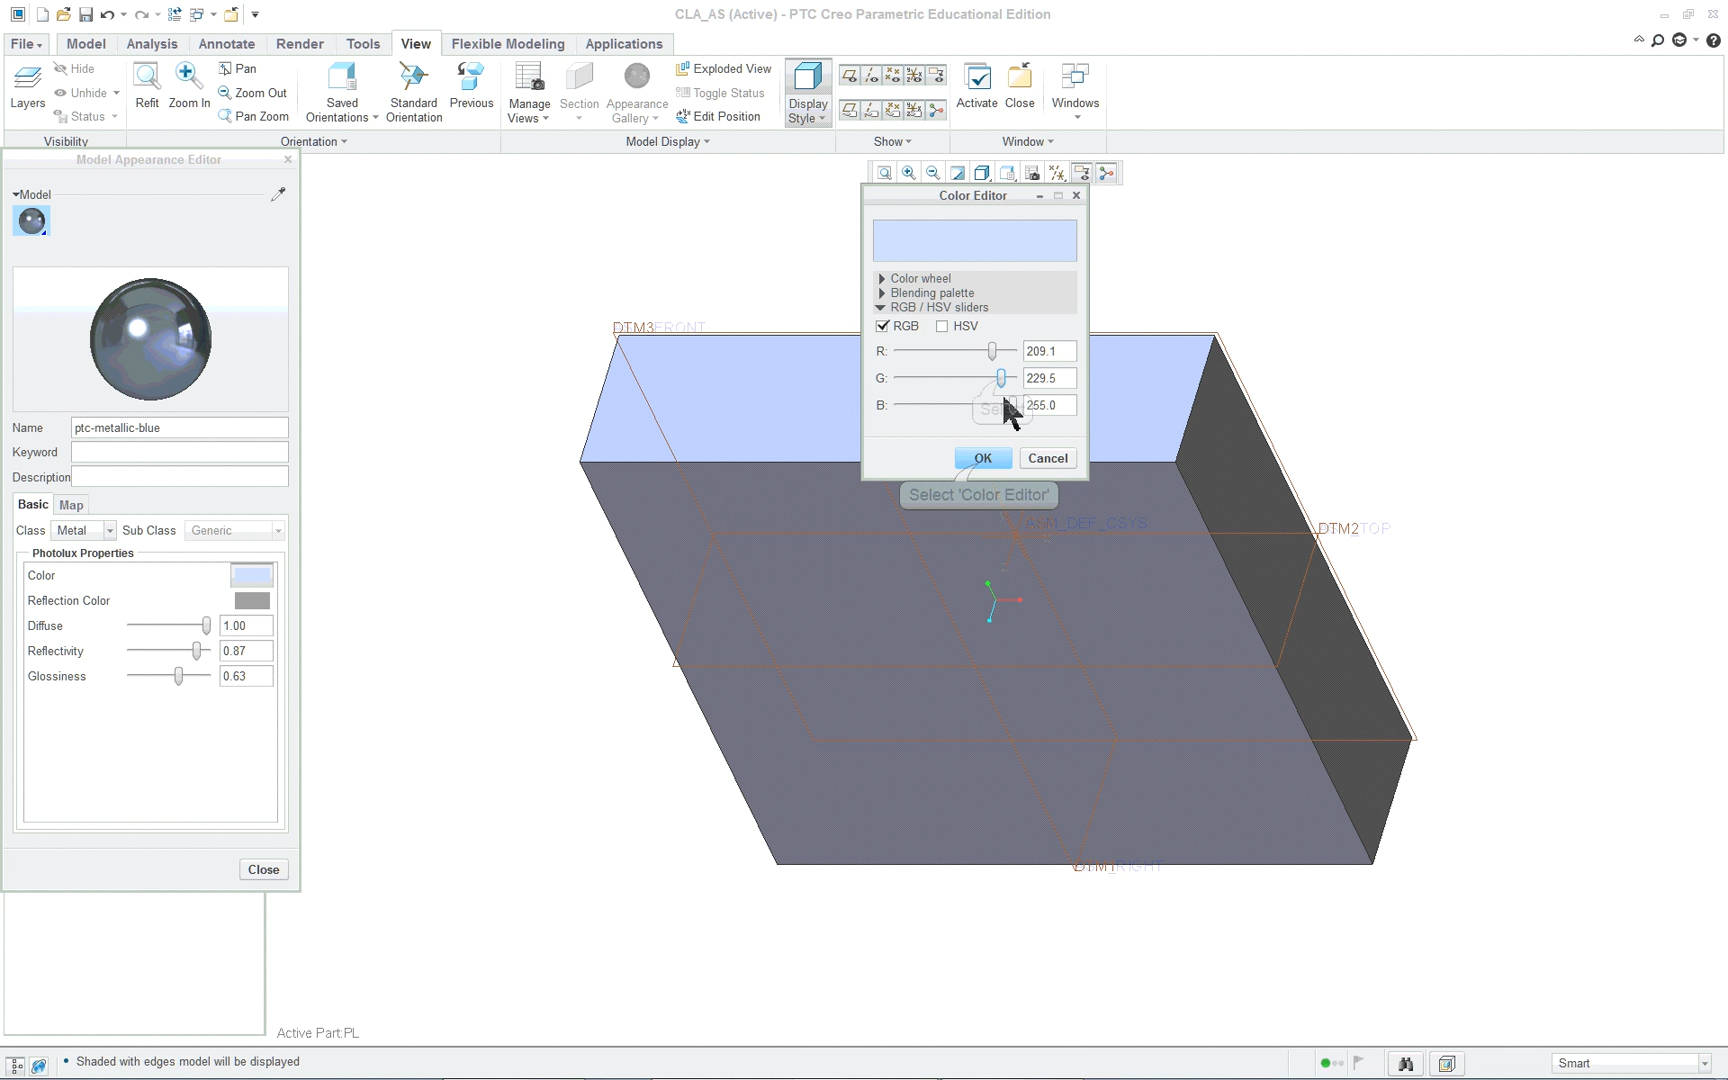 CLA_AS (Active) - PTC Creo Parametric Educational Edition
File Model Analysis Annotate Render Tools View Flexible Modeling Applications
Layers
Hide
Unhide
Status
Visibility
Refit
Zoom In
Pan
Zoom Out
Pan Zoom
Saved Orientations
Standard Orientation
Previous
Orientation
Manage Views
Section
Appearance Gallery
Exploded View
Toggle Status
Edit Position
Model Display
Display Style
Show
Activate
Close
Windows
Window
Model Appearance Editor
Model
Name ptc-metallic-blue
Keyword
Description
Basic Map
Class Metal Sub Class Generic
Photolux Properties
Color
Reflection Color
Diffuse 1.00
Reflectivity 0.87
Glossiness 0.63
Close
Color Editor
Color wheel
Blending palette
RGB / HSV sliders
RGB HSV
R: 209.1
G: 229.5
B: 255.0
OK Cancel
Select 'Color Editor'
DTM3 FRONT
ASM_DEF_CSYS
DTM2 TOP
DTM1 RIGHT
Active Part:PL
Shaded with edges model will be displayed
Smart